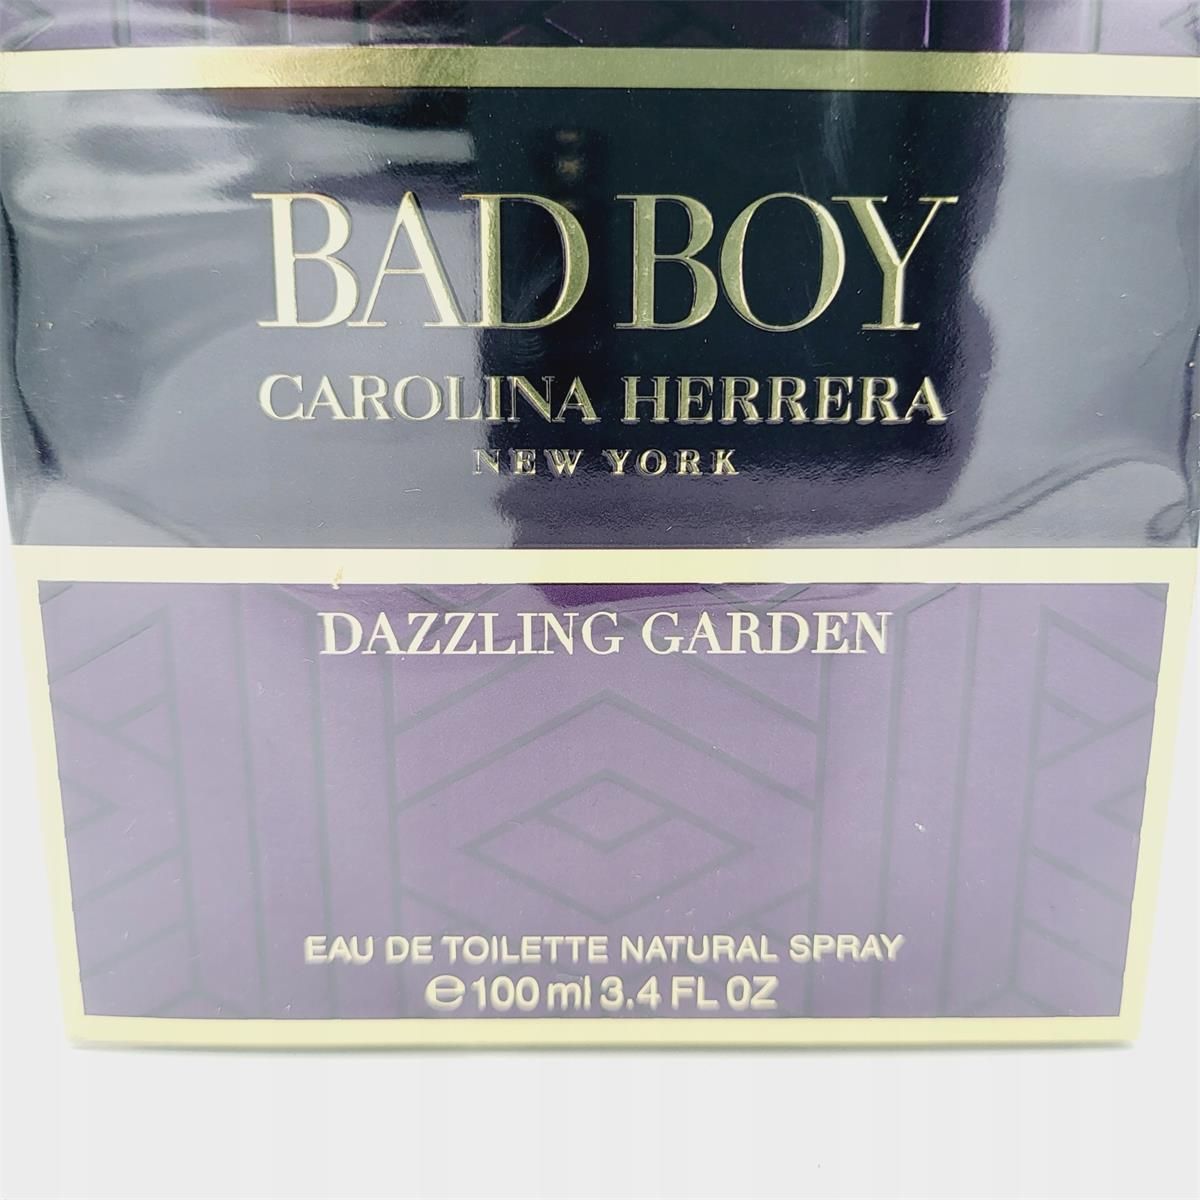 BAD BOY
CAROLINA HERRERA
NEW YORK
DAZZLING GARDEN
EAU DE TOILETTE NATURAL SPRAY
℮100 ml 3.4 FL OZ